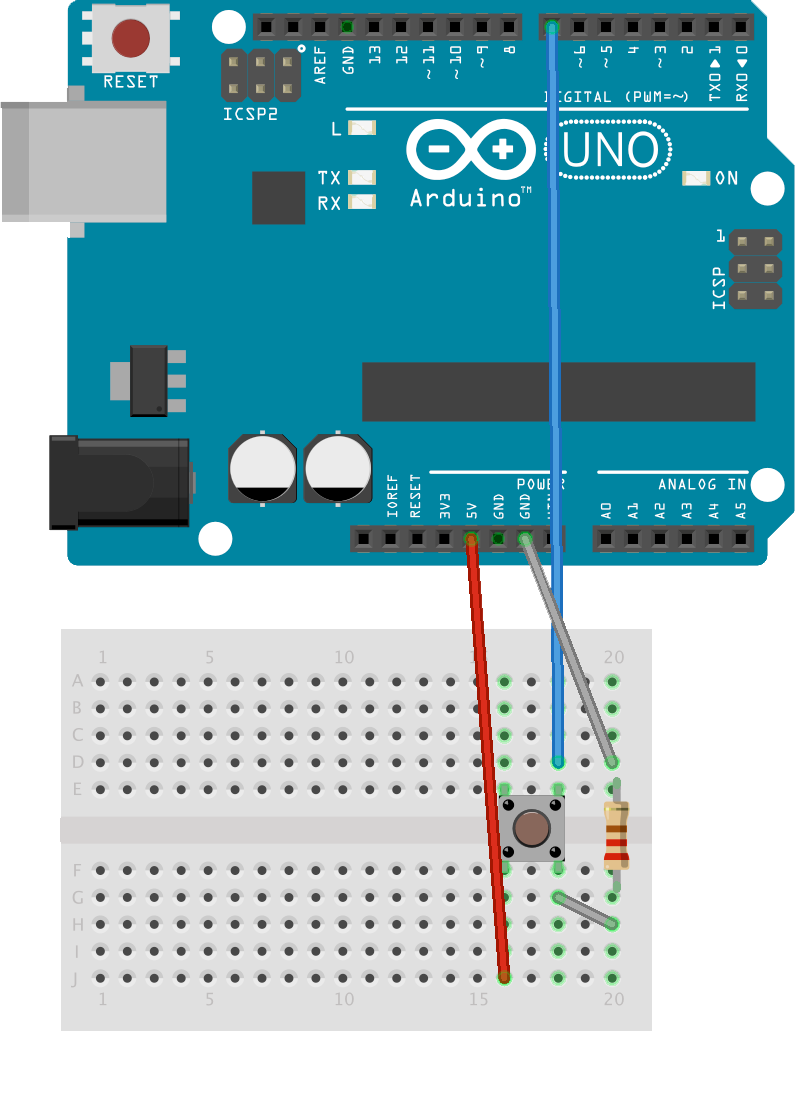 RESET
ICSP2
AREF
GND
13
12
~11
~10
~9
8
~6
~5
4
~3
2
TX0▶1
RX0◀0
DIGITAL (PWM=~)
L
TX
RX
Arduino™
UNO
ON
1
ICSP
POWER
ANALOG IN
IOREF
RESET
3V3
5V
GND
GND
A0
A1
A2
A3
A4
A5
1 5 10 20
A
B
C
D
E
F
G
H
I
J
1 5 10 15 20